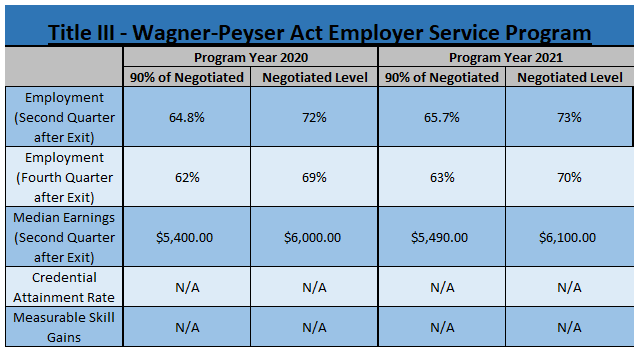 Title III - Wagner-Peyser Act Employer Service Program
Program Year 2020 Program Year 2021
90% of Negotiated Negotiated Level 90% of Negotiated Negotiated Level
Employment
(Second Quarter
after Exit) 64.8% 72% 65.7% 73%
Employment
(Fourth Quarter
after Exit) 62% 69% 63% 70%
Median Earnings
(Second Quarter
after Exit) $5,400.00 $6,000.00 $5,490.00 $6,100.00
Credential
Attainment Rate N/A N/A N/A N/A
Measurable Skill
Gains N/A N/A N/A N/A